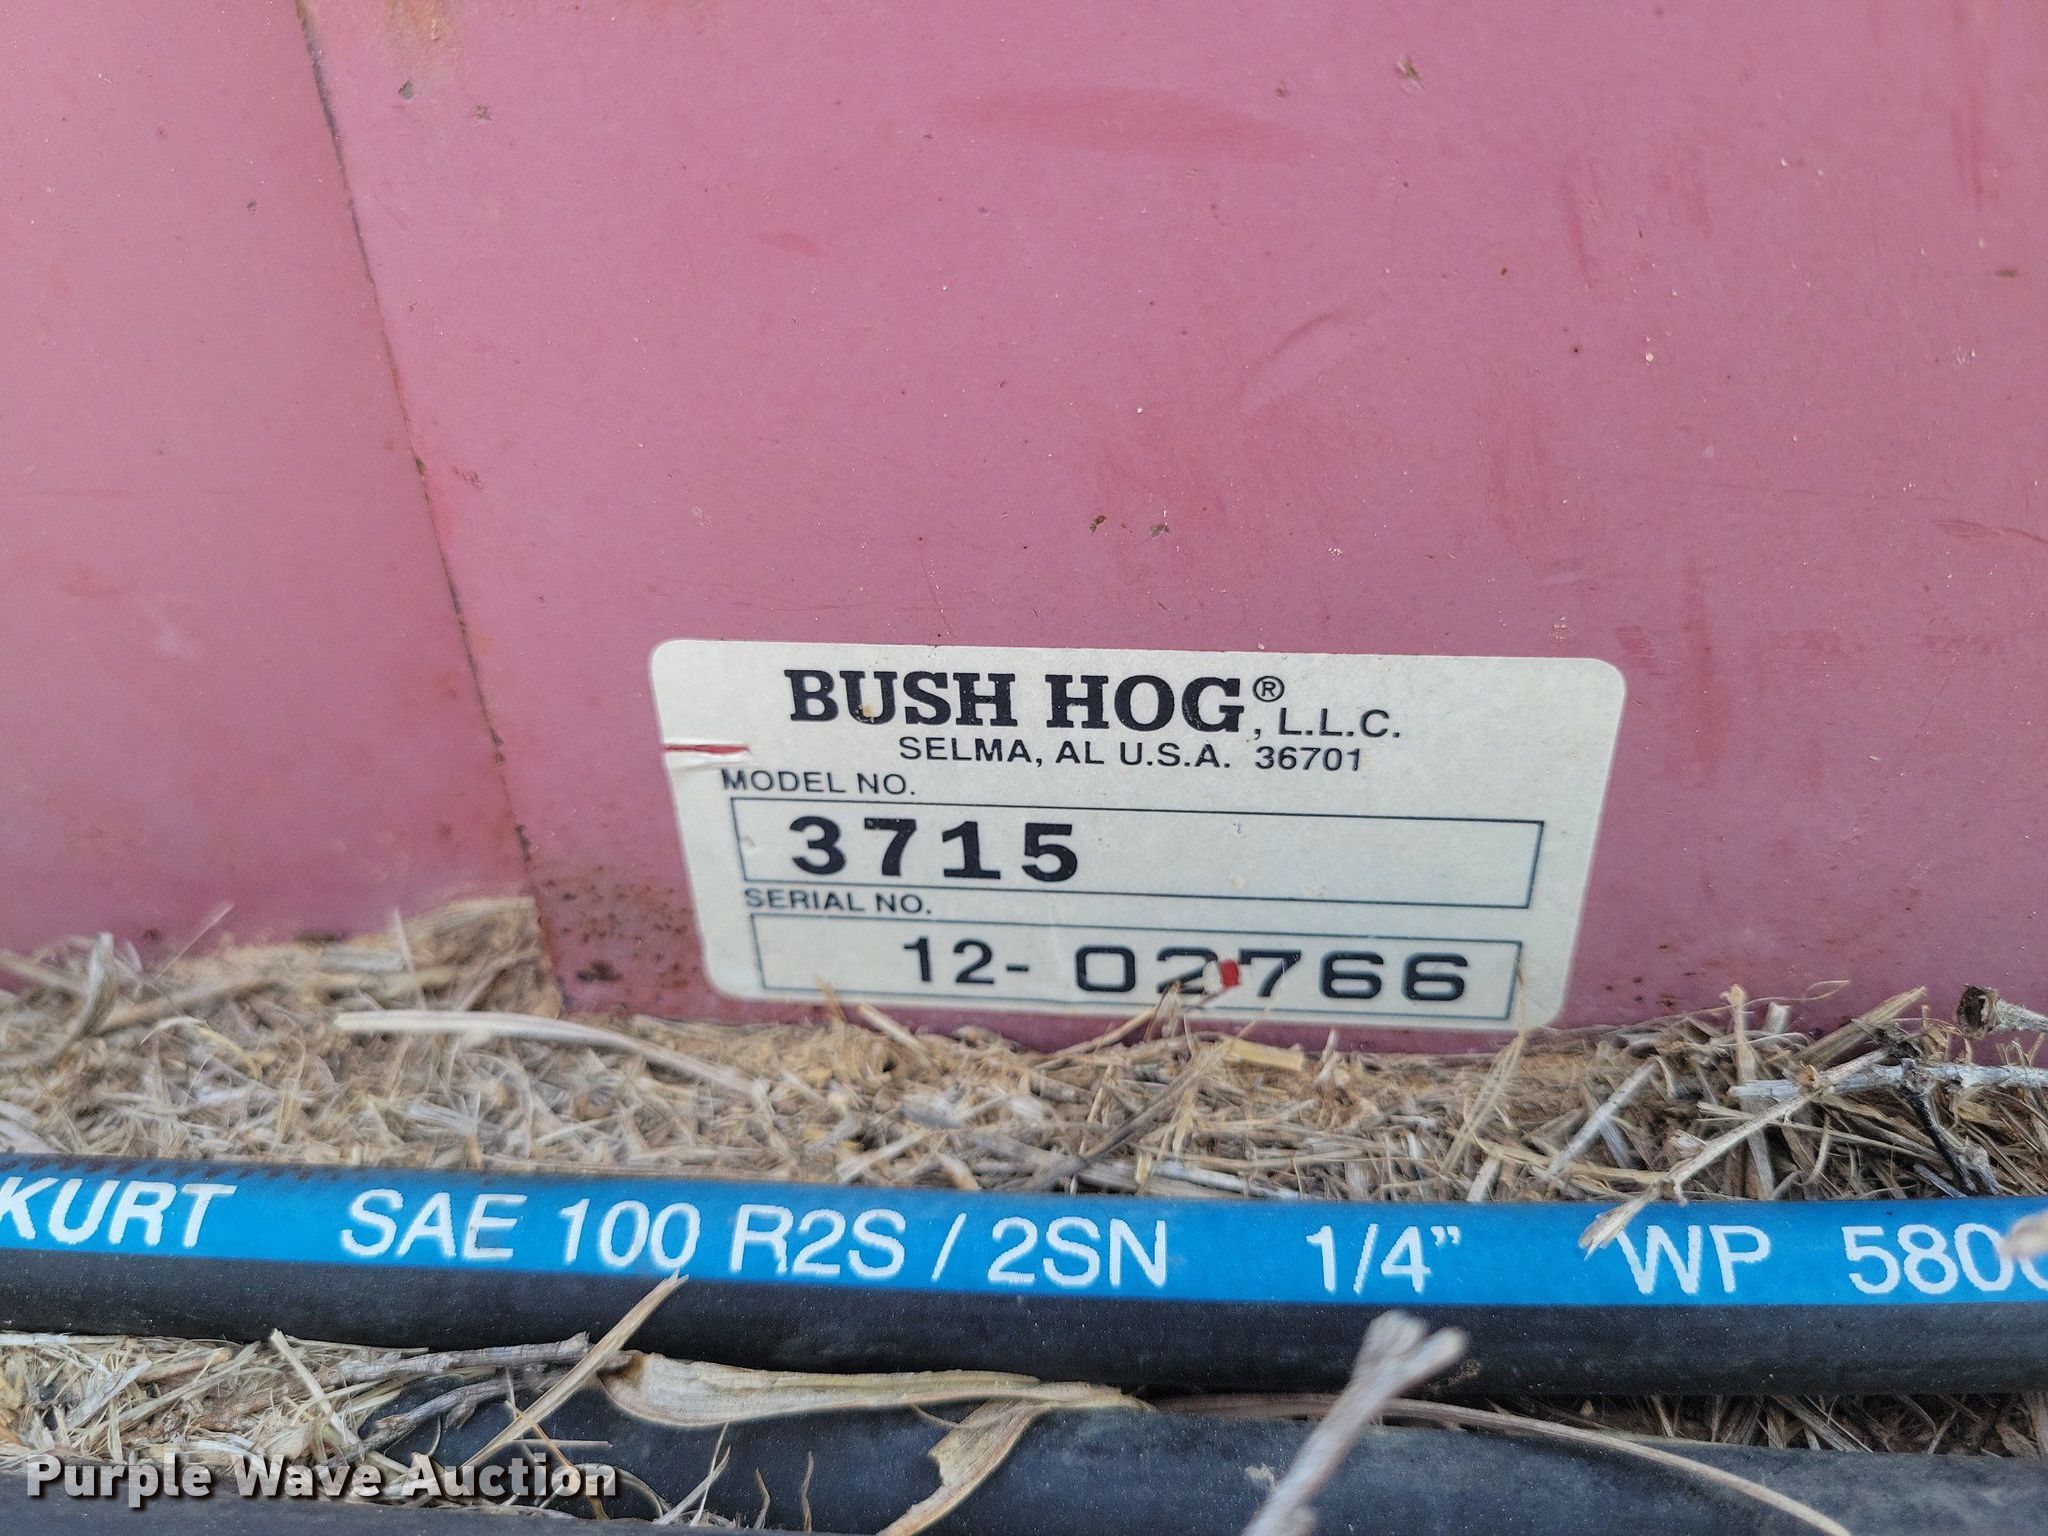 BUSH HOG®, L.L.C.
SELMA, AL U.S.A. 36701
MODEL NO.
3715
SERIAL NO.
12-02766
KURT SAE 100 R2S / 2SN 1/4" WP
Purple Wave Auction